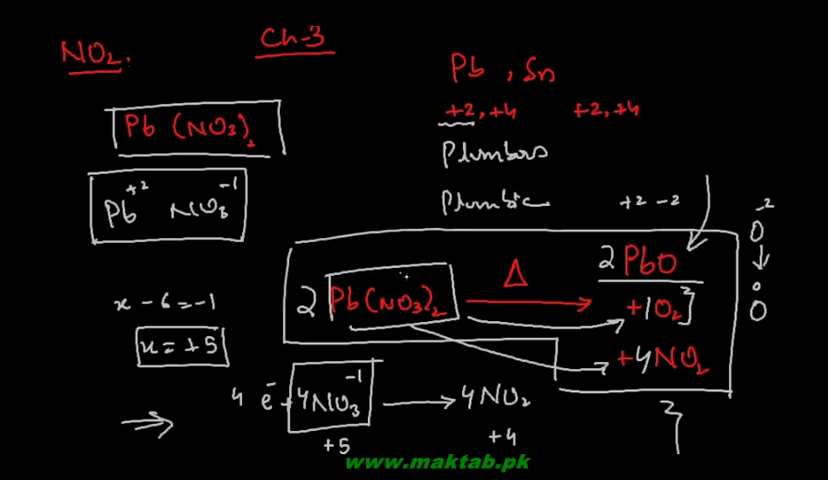 NO2.
Ch-3
Pb , Sn
+2, +4 +2, +4
Pb (NO3)2
Plumbous
Pb+2 NO3-1
Plumbic +2 -2
-2
O
↓
o
O
2 Pb(NO3)2 Δ → 2 PbO
+1O2
+4NO2
x - 6 = -1
x = +5
4 e- + 4NO3-1 → 4NO2
+5 +4
⇒
www.maktab.pk